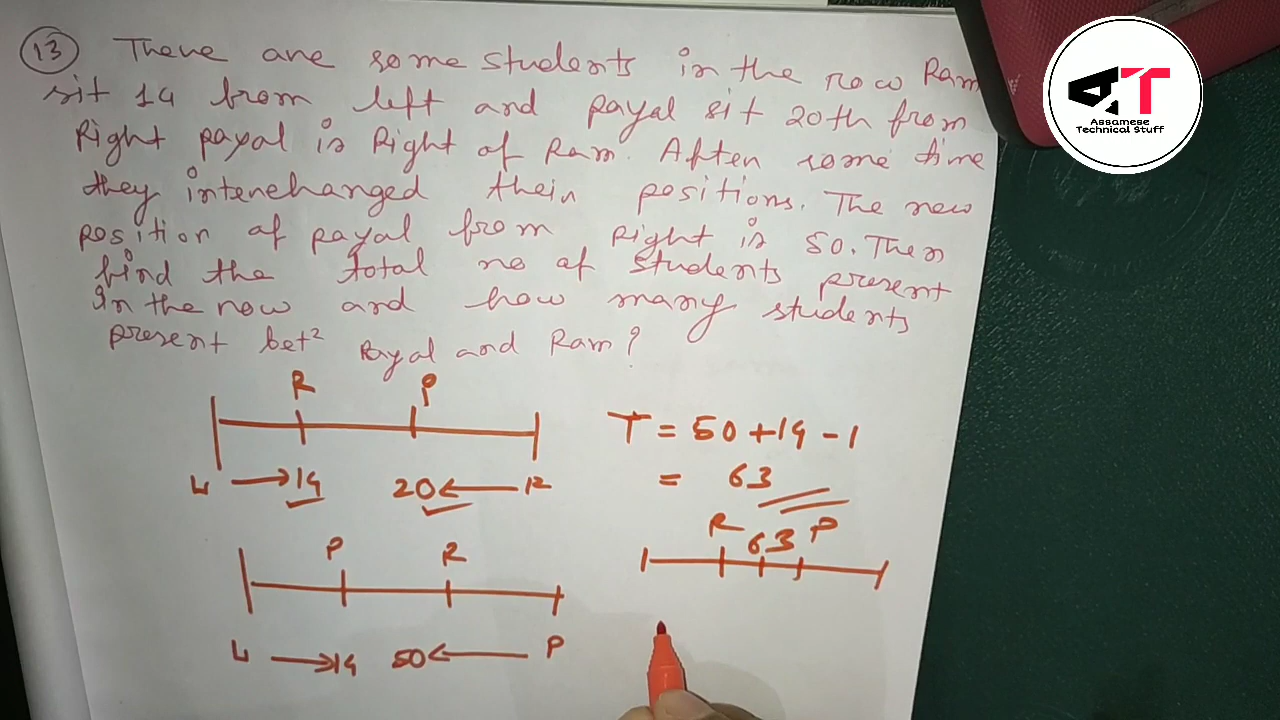 13 There are some students in the row Ram
sit 14 from left and payal sit 20th from
Right payal is Right of Ram. After some time
they interchanged their positions. The new
position of payal from Right is 50. Then
find the total no of students present
In the row and how many students
present bet² Payal and Ram?
R P
L → 14 20 ← R
T = 50 + 14 - 1
= 63
P R
L → 14 50 ← P
R 63 P
AT
Assamese
Technical Stuff